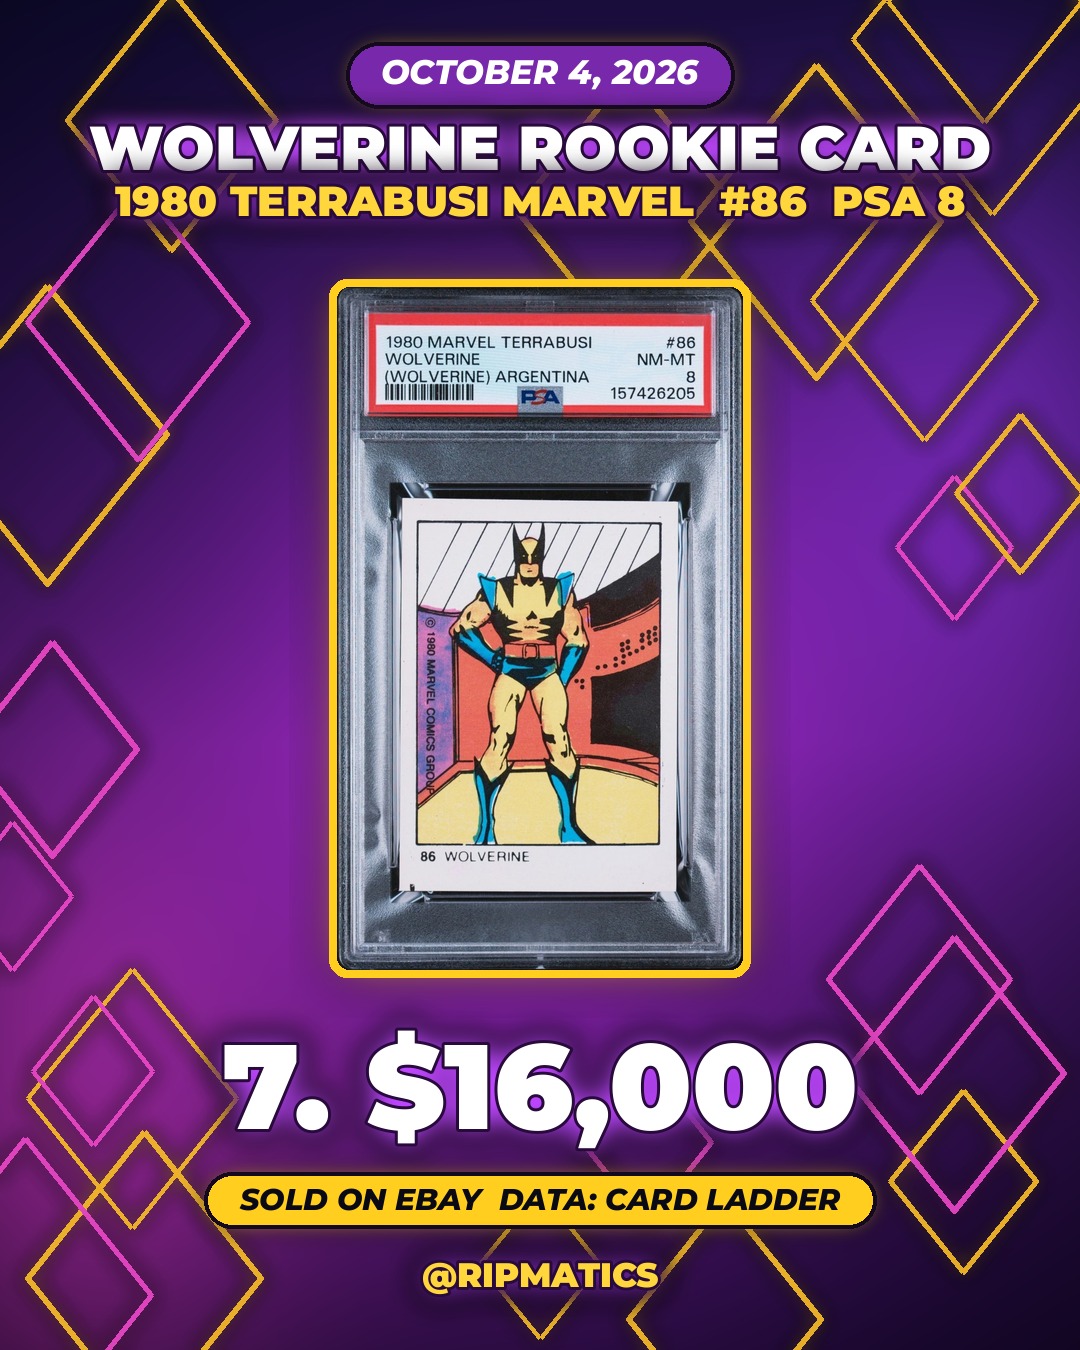 OCTOBER 4, 2026
WOLVERINE ROOKIE CARD
1980 TERRABUSI MARVEL #86 PSA 8
1980 MARVEL TERRABUSI #86
WOLVERINE NM-MT
(WOLVERINE) ARGENTINA 8
PSA 157426205
© 1980 MARVEL COMICS GROUP
86 WOLVERINE
7. $16,000
SOLD ON EBAY DATA: CARD LADDER
@RIPMATICS